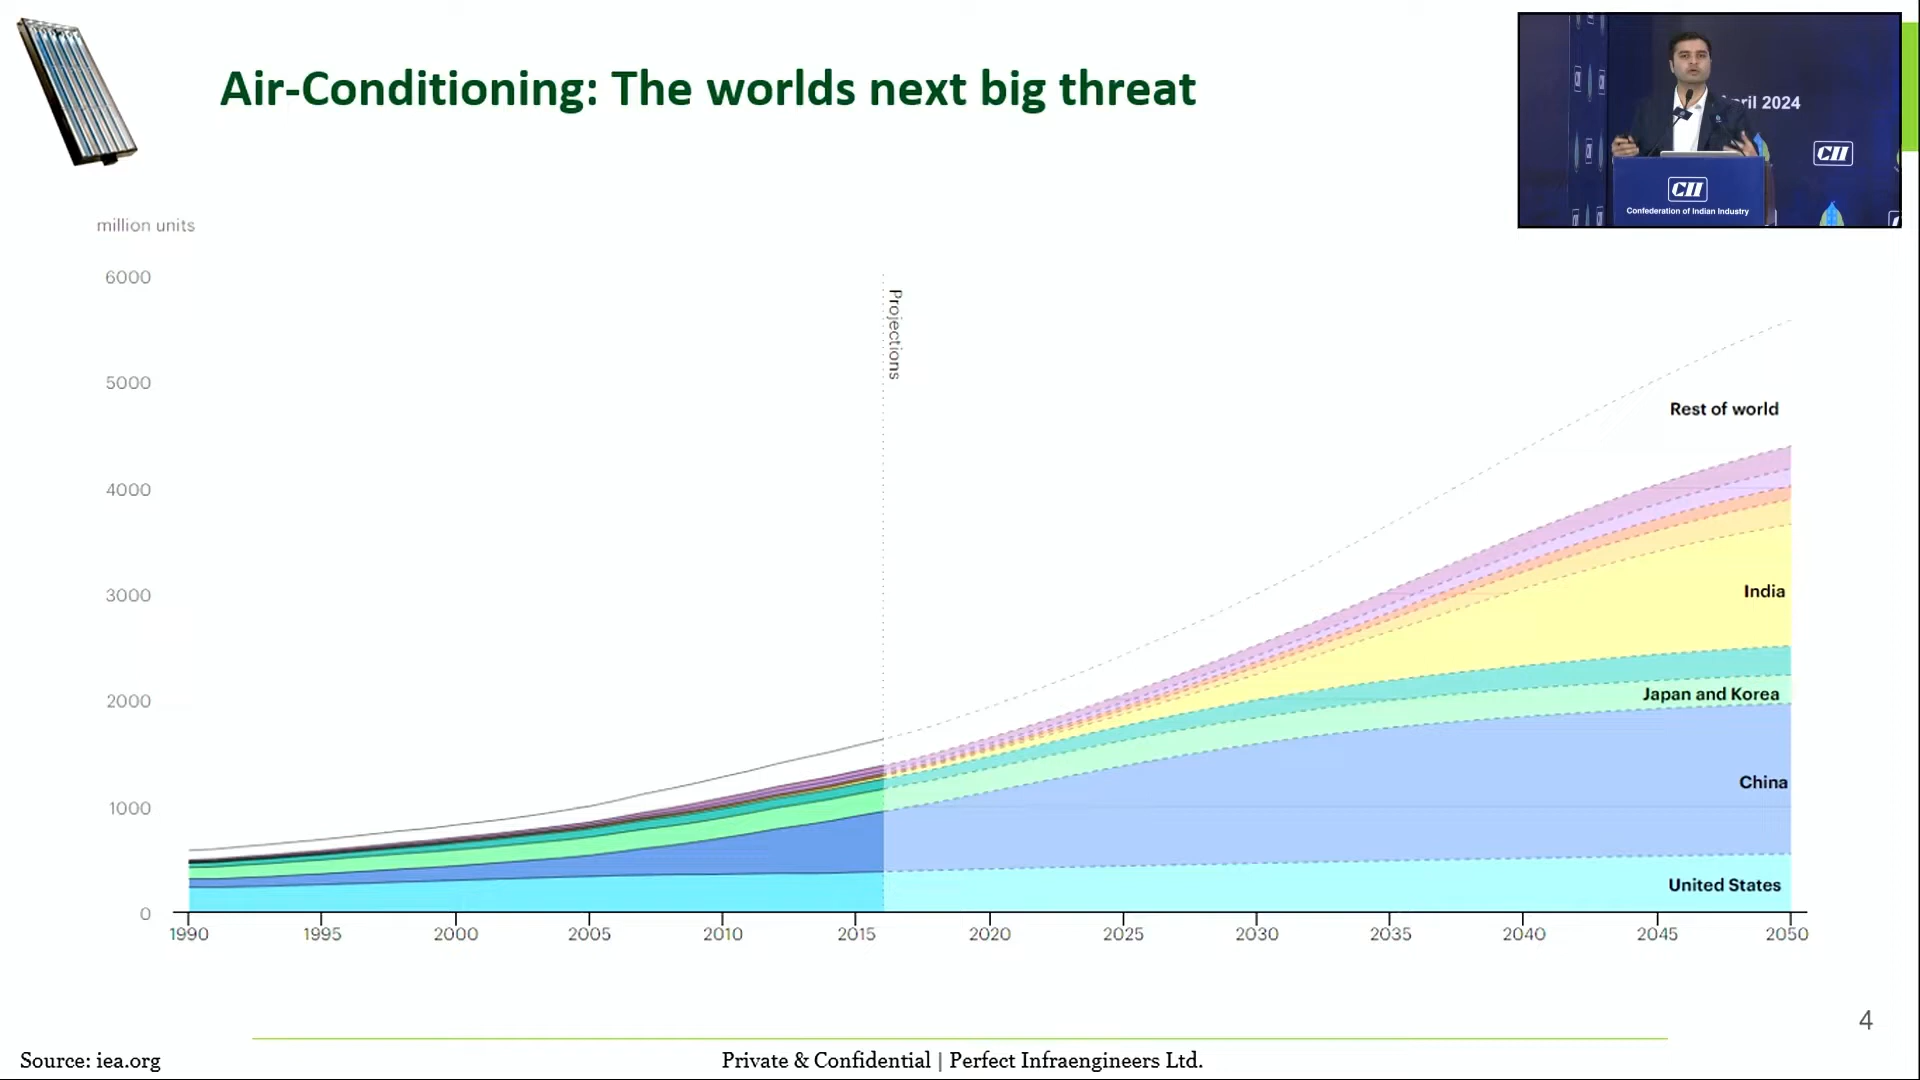 Air-Conditioning: The worlds next big threat
ril 2024
CII
CII
Confederation of Indian Industry
million units
6000
5000
4000
3000
2000
1000
0
Projections
Rest of world
India
Japan and Korea
China
United States
1990 1995 2000 2005 2010 2015 2020 2025 2030 2035 2040 2045 2050
4
Source: iea.org
Private & Confidential | Perfect Infraengineers Ltd.